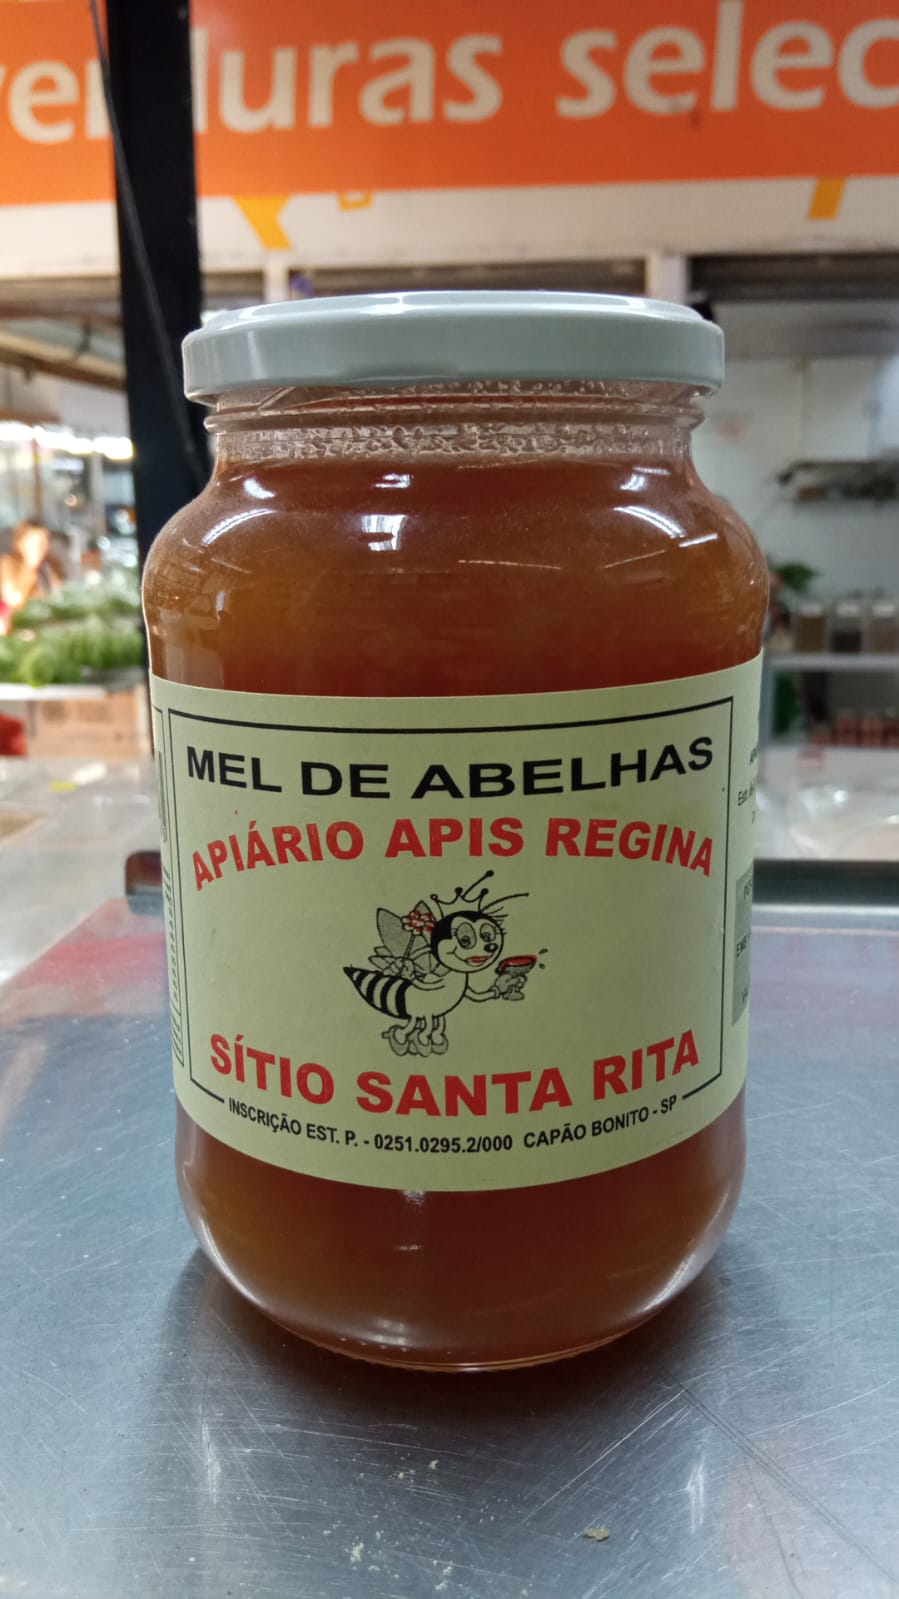 verduras selec
MEL DE ABELHAS
APIÁRIO APIS REGINA
SÍTIO SANTA RITA
INSCRIÇÃO EST. P. - 0251.0295.2/000 CAPÃO BONITO - SP